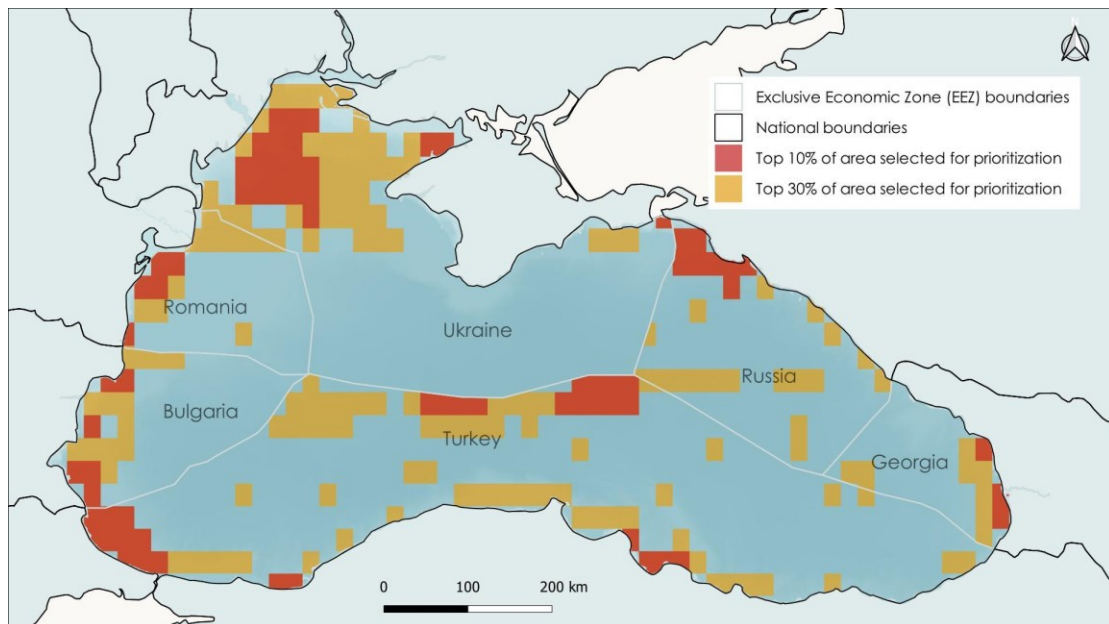 N
Exclusive Economic Zone (EEZ) boundaries
National boundaries
Top 10% of area selected for prioritization
Top 30% of area selected for prioritization
Romania
Ukraine
Russia
Bulgaria
Turkey
Georgia
0 100 200 km